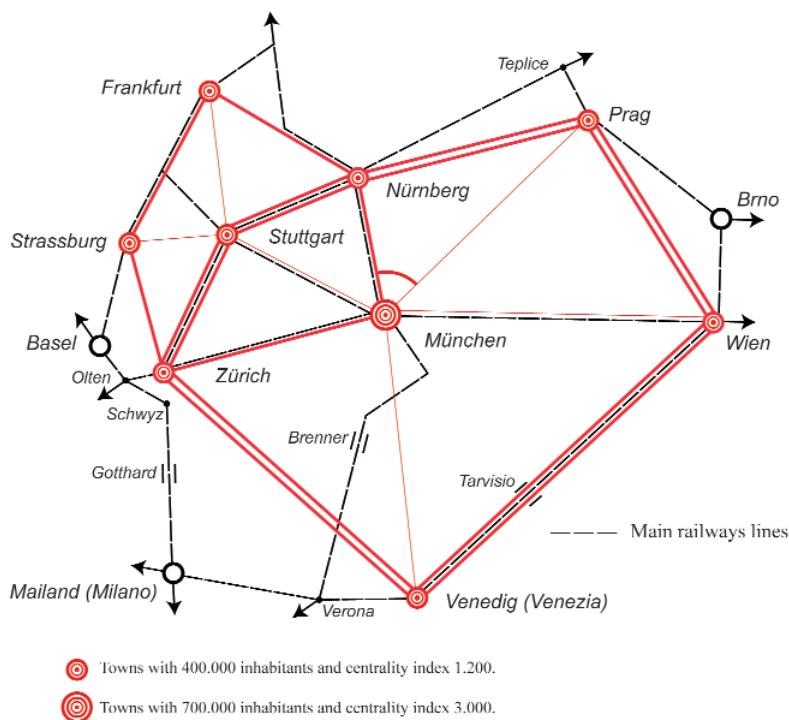 Teplice
Frankfurt
Prag
Nürnberg
Brno
Strassburg
Stuttgart
Basel
München
Wien
Olten
Zürich
Schwyz
Brenner
Gotthard
Tarvisio
Main railways lines
Mailand (Milano)
Verona
Venedig (Venezia)
Towns with 400.000 inhabitants and centrality index 1.200.
Towns with 700.000 inhabitants and centrality index 3.000.